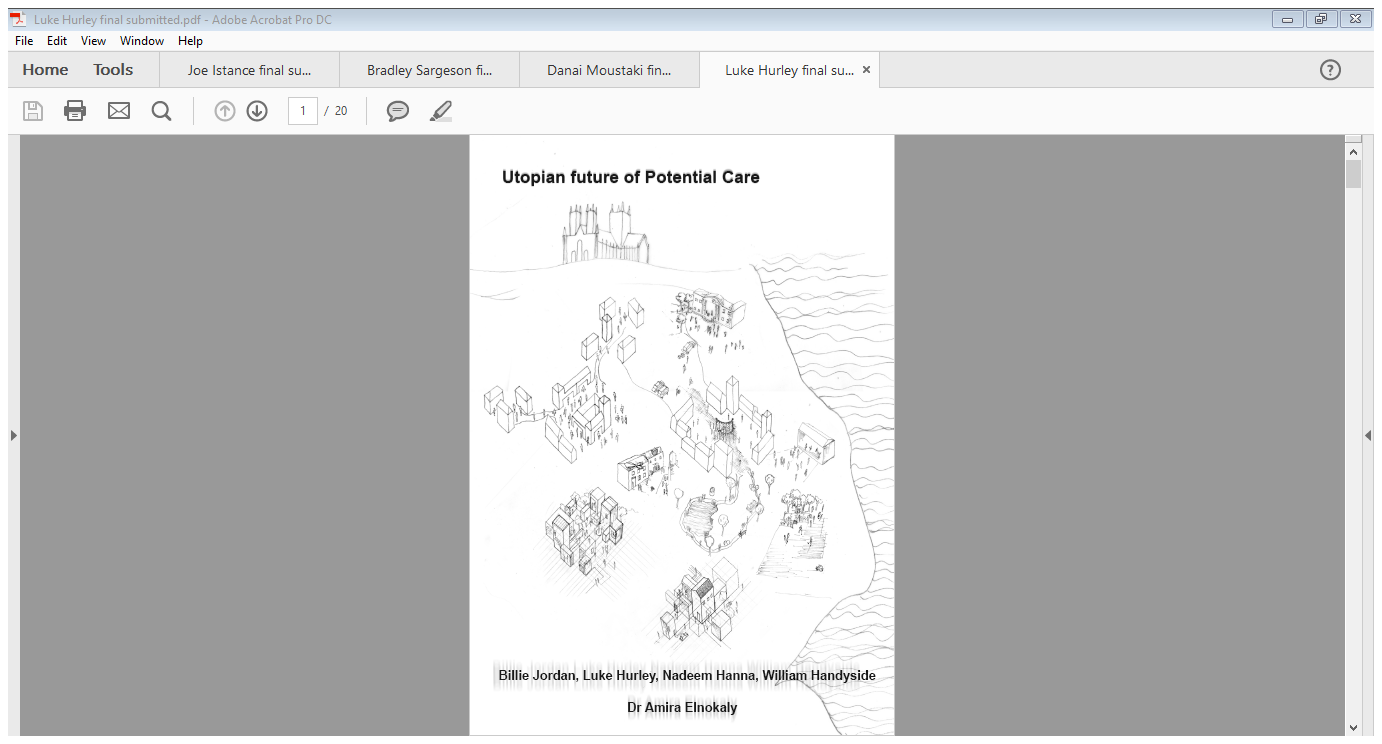 Luke Hurley final submitted.pdf - Adobe Acrobat Pro DC
File Edit View Window Help
Home Tools Joe Istance final su... Bradley Sargeson fi... Danai Moustaki fin... Luke Hurley final su... × ?
1 / 20
Utopian future of Potential Care
Billie Jordan, Luke Hurley, Nadeem Hanna, William Handyside
Dr Amira Elnokaly